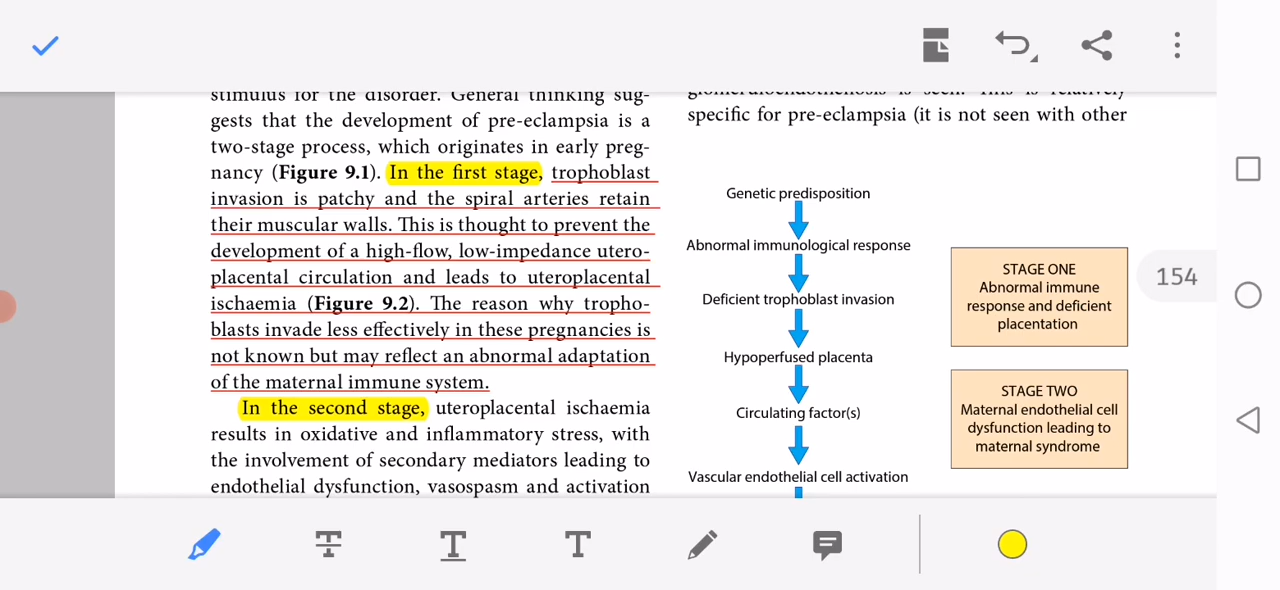 stimulus for the disorder. General thinking sug-
gests that the development of pre-eclampsia is a
two-stage process, which originates in early preg-
nancy (Figure 9.1). In the first stage, trophoblast
invasion is patchy and the spiral arteries retain
their muscular walls. This is thought to prevent the
development of a high-flow, low-impedance utero-
placental circulation and leads to uteroplacental
ischaemia (Figure 9.2). The reason why tropho-
blasts invade less effectively in these pregnancies is
not known but may reflect an abnormal adaptation
of the maternal immune system.
In the second stage, uteroplacental ischaemia
results in oxidative and inflammatory stress, with
the involvement of secondary mediators leading to
endothelial dysfunction, vasospasm and activation
glomeruloendotheliosis is seen. This is relatively
specific for pre-eclampsia (it is not seen with other
Genetic predisposition
Abnormal immunological response
Deficient trophoblast invasion
Hypoperfused placenta
Circulating factor(s)
Vascular endothelial cell activation
STAGE ONE
Abnormal immune
response and deficient
placentation
STAGE TWO
Maternal endothelial cell
dysfunction leading to
maternal syndrome
154
T
T
T